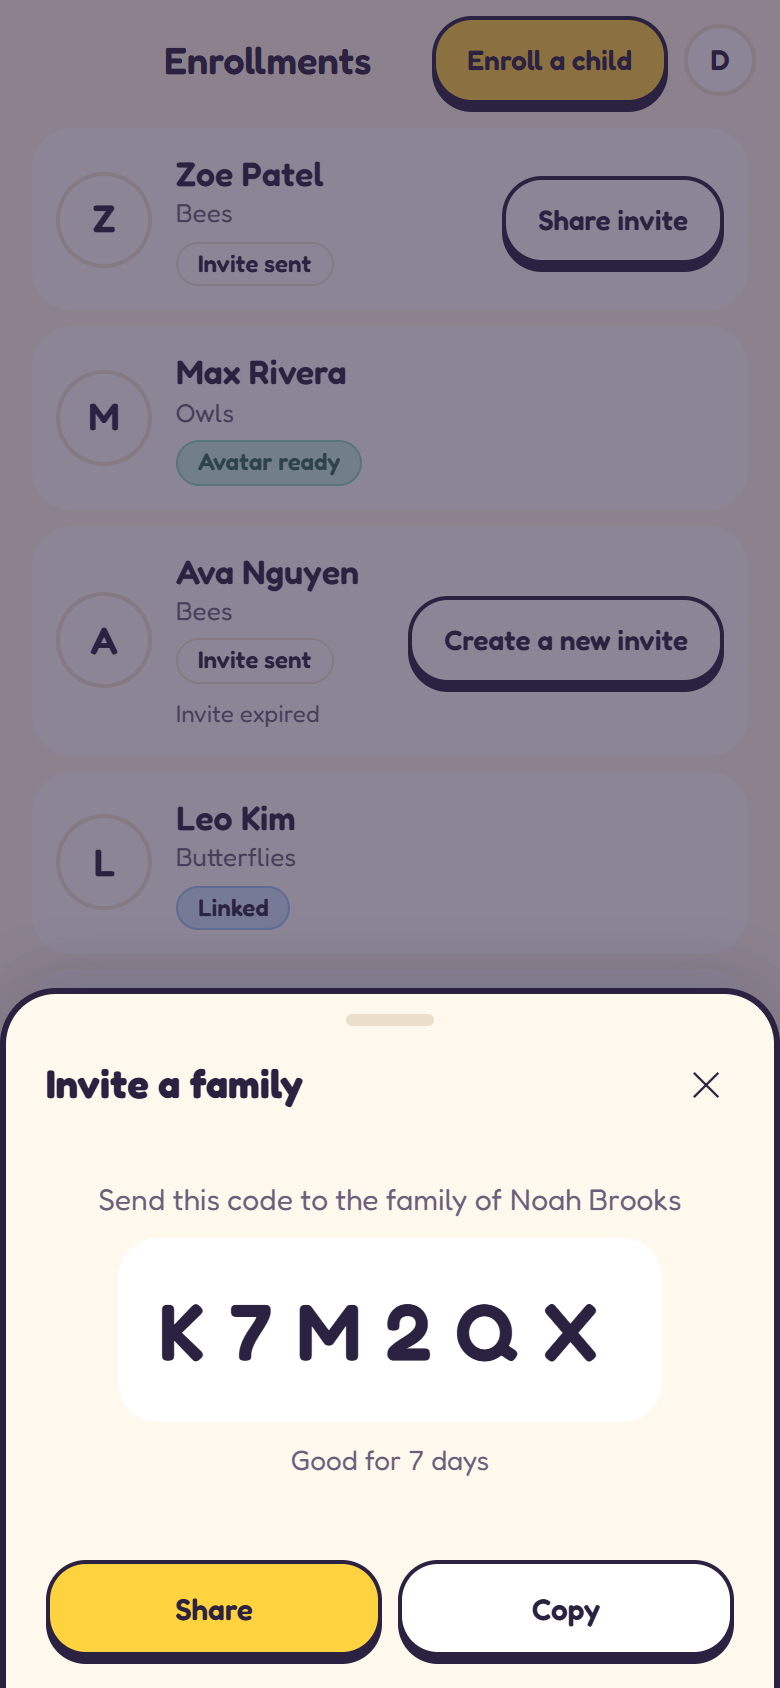 Enrollments
Enroll a child
D
Z
Zoe Patel
Bees
Invite sent
Share invite
M
Max Rivera
Owls
Avatar ready
A
Ava Nguyen
Bees
Invite sent
Invite expired
Create a new invite
L
Leo Kim
Butterflies
Linked
Invite a family
Send this code to the family of Noah Brooks
K7M2QX
Good for 7 days
Share
Copy